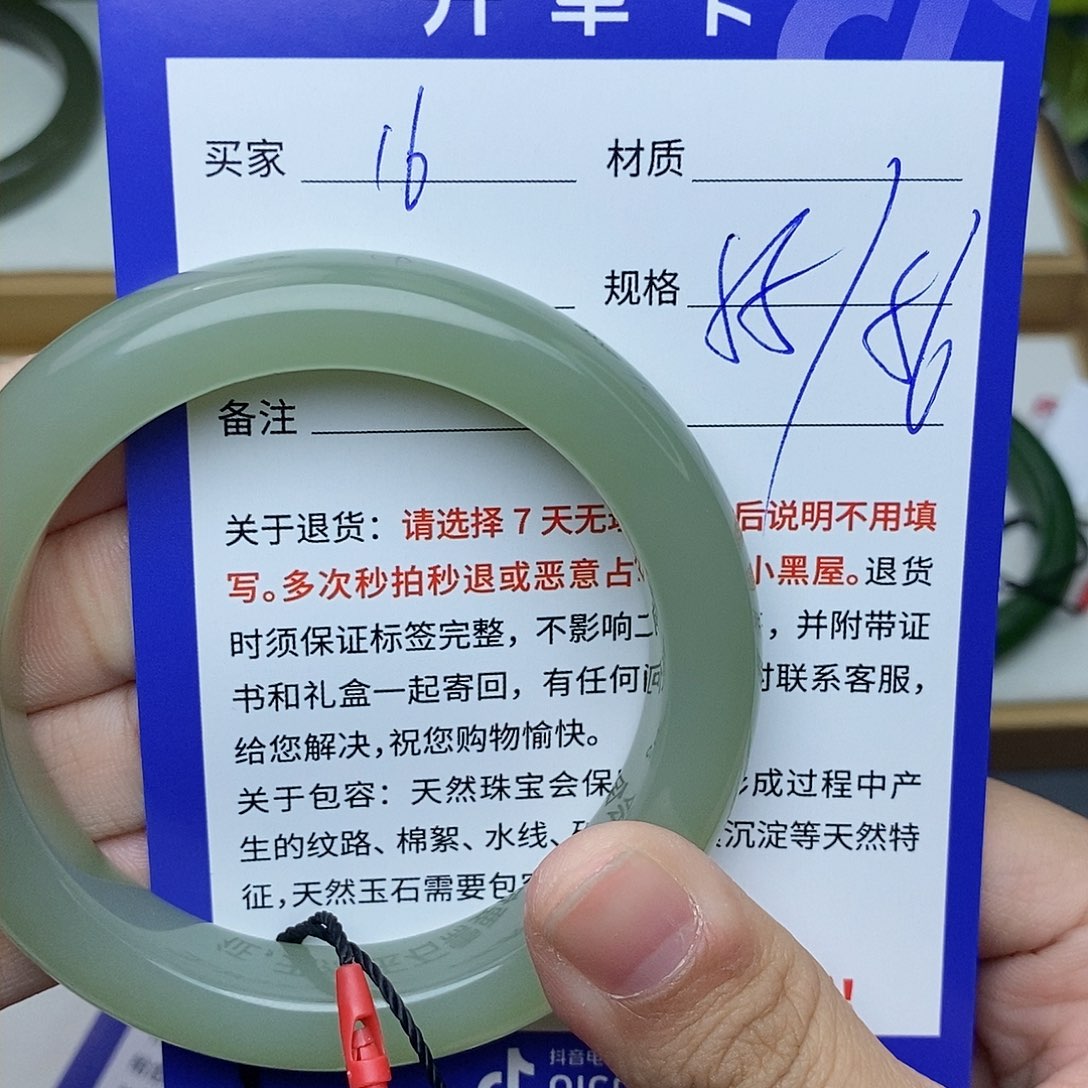 开单卡
买家 16 材质
规格 55/56
备注
关于退货：请选择7天无 后说明不用填
写。多次秒拍秒退或恶意占 小黑屋。退货
时须保证标签完整，不影响二 ，并附带证
书和礼盒一起寄回，有任何问 时联系客服，
给您解决，祝您购物愉快。
关于包容：天然珠宝会保 形成过程中产
生的纹路、棉絮、水线、 沉淀等天然特
征，天然玉石需要包容
抖音电